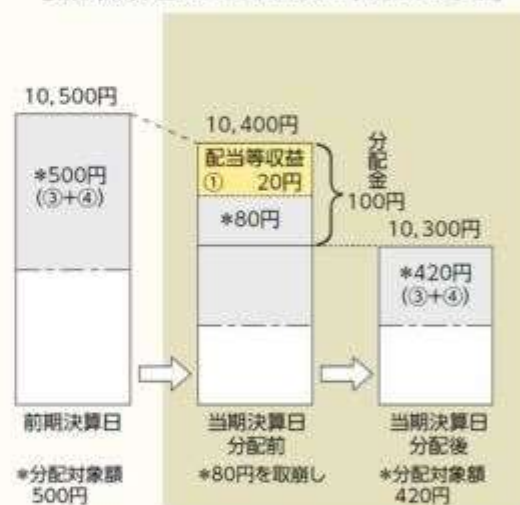 10,500円
*500円
(③+④)
前期決算日
*分配対象額
500円
10,400円
配当等収益
① 20円
*80円
分配金
100円
当期決算日
分配前
*80円を取崩し
10,300円
*420円
(③+④)
当期決算日
分配後
*分配対象額
420円